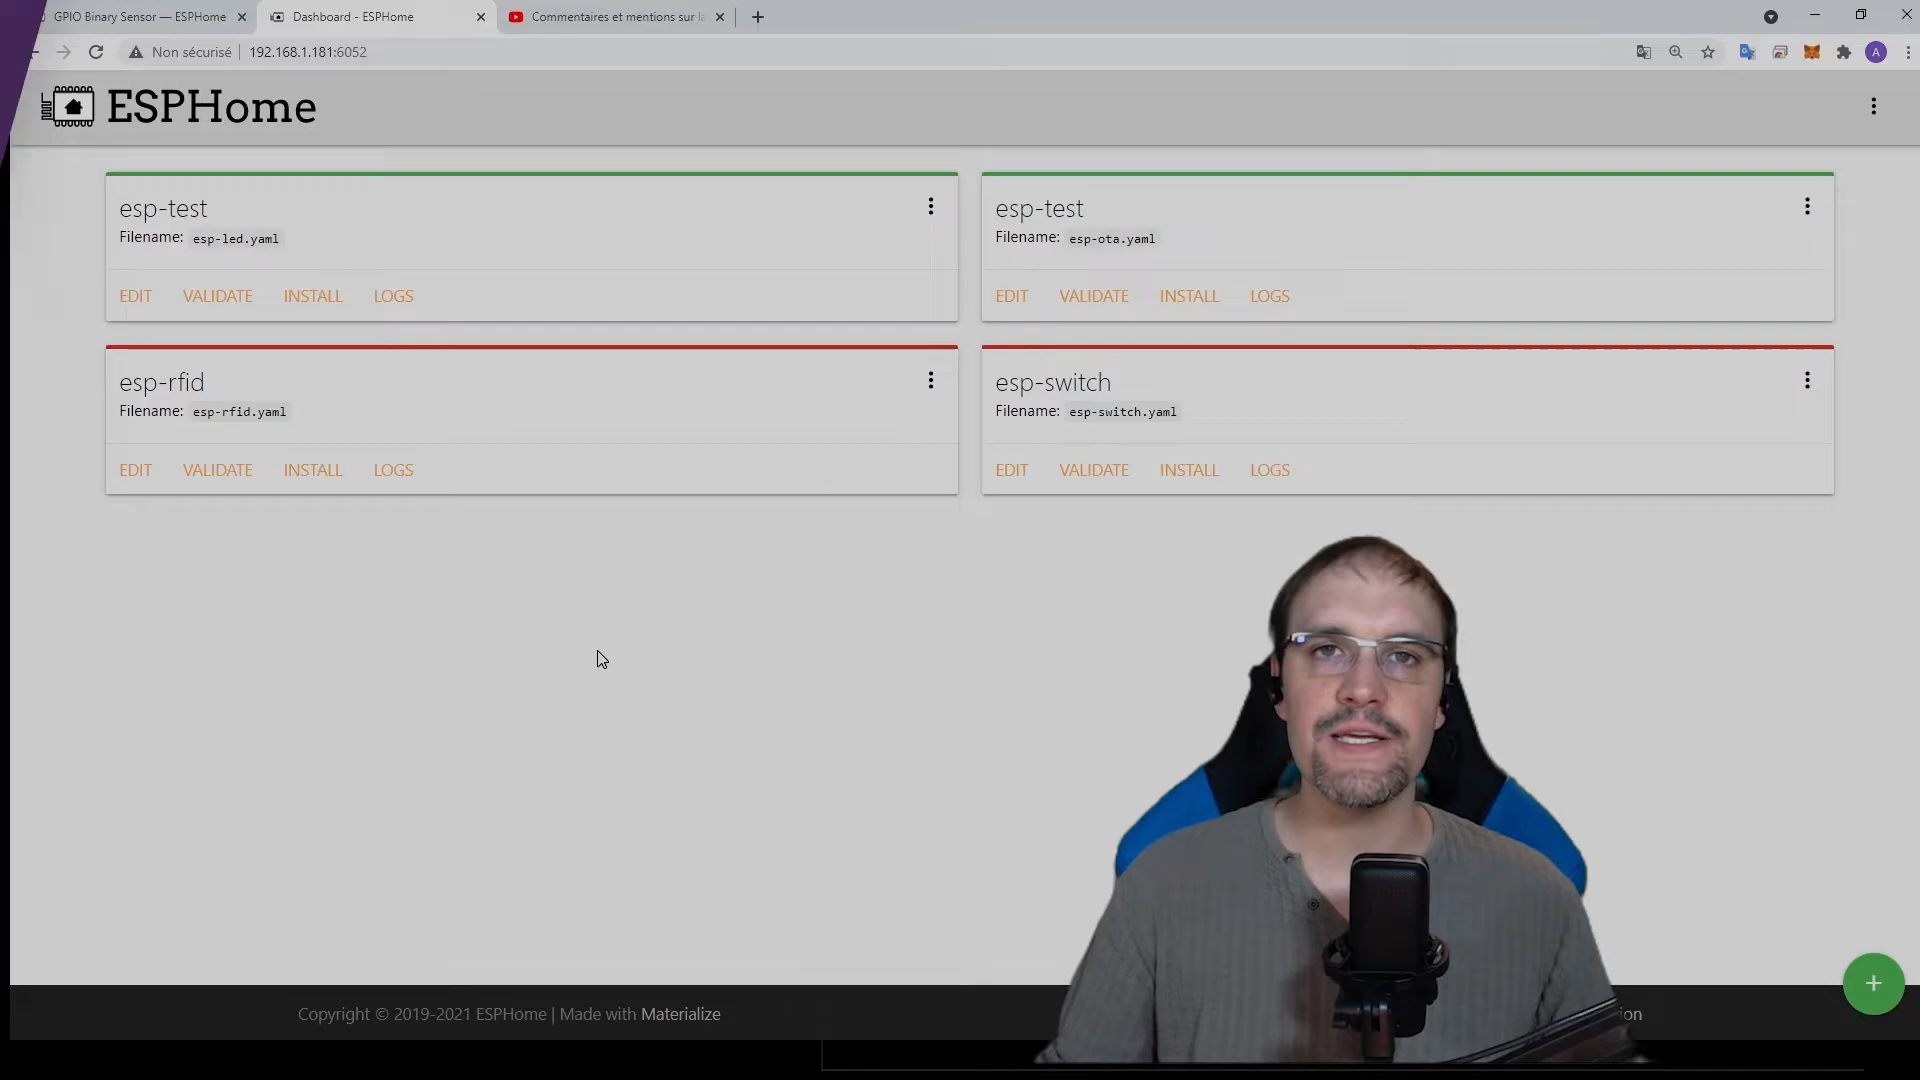 GPIO Binary Sensor — ESPHome
Dashboard - ESPHome
Commentaires et mentions sur la
Non sécurisé
192.168.1.181:6052
A
ESPHome
esp-test
Filename: esp-led.yaml
EDIT VALIDATE INSTALL LOGS
esp-test
Filename: esp-ota.yaml
EDIT VALIDATE INSTALL LOGS
esp-rfid
Filename: esp-rfid.yaml
EDIT VALIDATE INSTALL LOGS
esp-switch
Filename: esp-switch.yaml
EDIT VALIDATE INSTALL LOGS
Copyright © 2019-2021 ESPHome | Made with Materialize